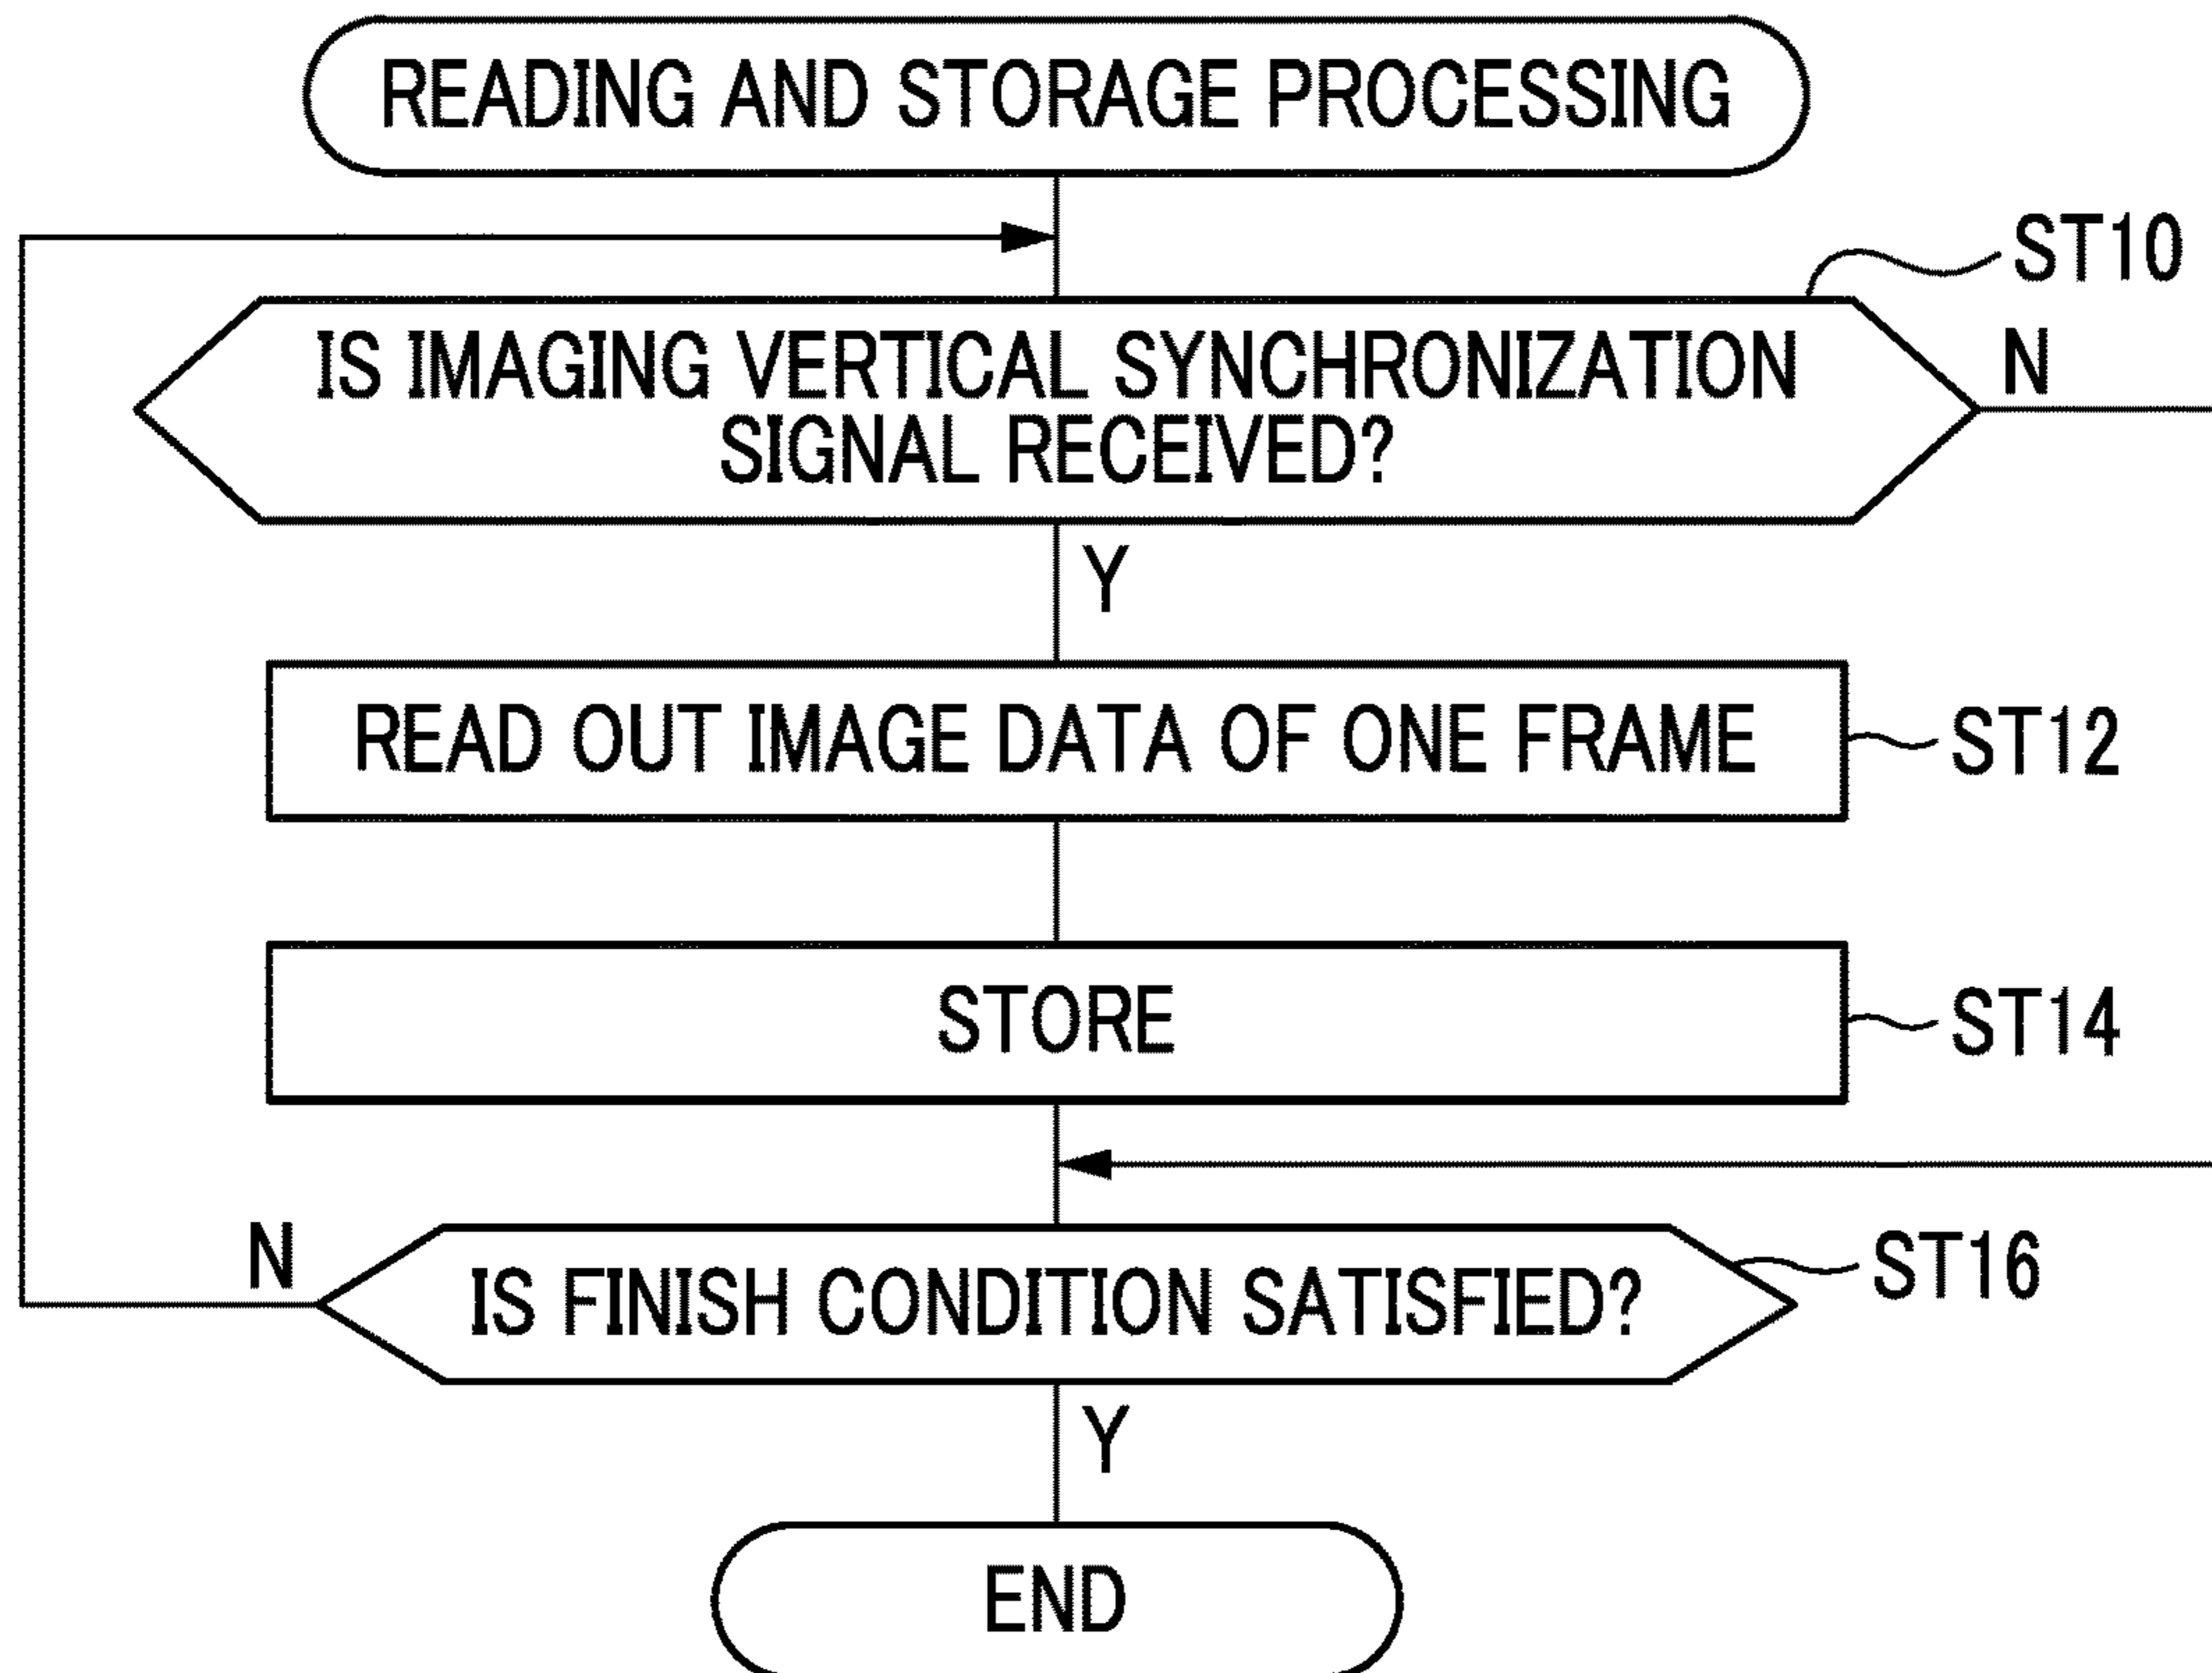 READING AND STORAGE PROCESSING
ST10
IS IMAGING VERTICAL SYNCHRONIZATION
SIGNAL RECEIVED?
N
Y
READ OUT IMAGE DATA OF ONE FRAME
ST12
STORE
ST14
N
IS FINISH CONDITION SATISFIED?
ST16
Y
END